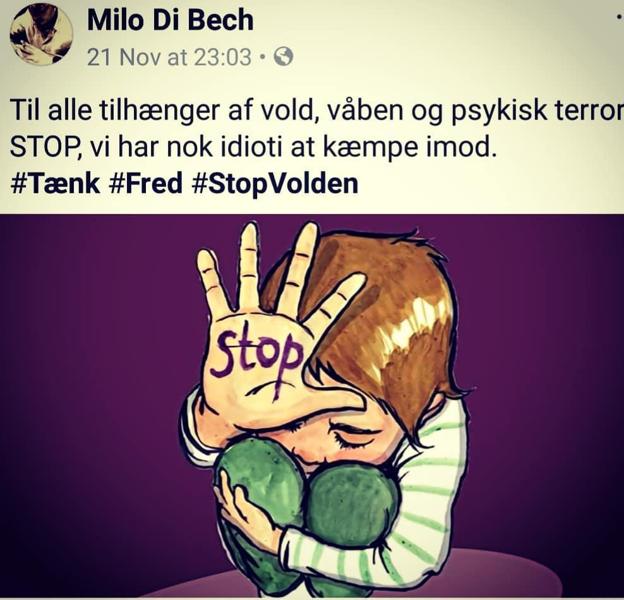 Milo Di Bech
21 Nov at 23:03 •
Til alle tilhænger af vold, våben og psykisk terror
STOP, vi har nok idioti at kæmpe imod.
#Tænk #Fred #StopVolden
Stop